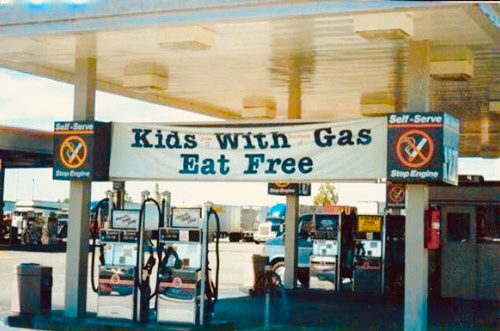 Self-Serve
Stop Engine
Kids With Gas
Eat Free
Self-Serve
Stop Engine